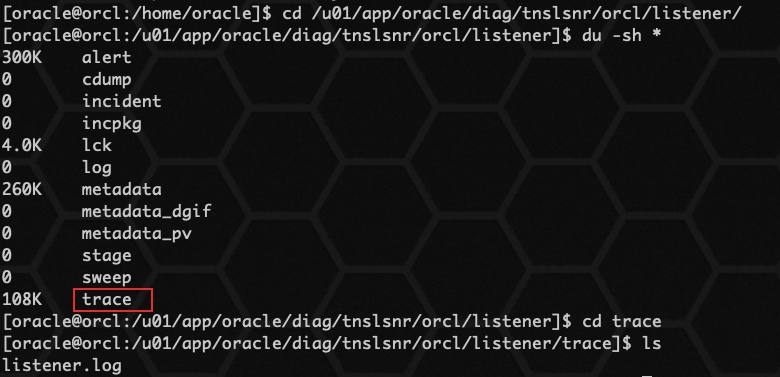 [oracle@orcl:/home/oracle]$ cd /u01/app/oracle/diag/tnslsnr/orcl/listener/
[oracle@orcl:/u01/app/oracle/diag/tnslsnr/orcl/listener]$ du -sh *
300K    alert
0       cdump
0       incident
0       incpkg
4.0K    lck
0       log
260K    metadata
0       metadata_dgif
0       metadata_pv
0       stage
0       sweep
108K    trace
[oracle@orcl:/u01/app/oracle/diag/tnslsnr/orcl/listener]$ cd trace
[oracle@orcl:/u01/app/oracle/diag/tnslsnr/orcl/listener/trace]$ ls
listener.log